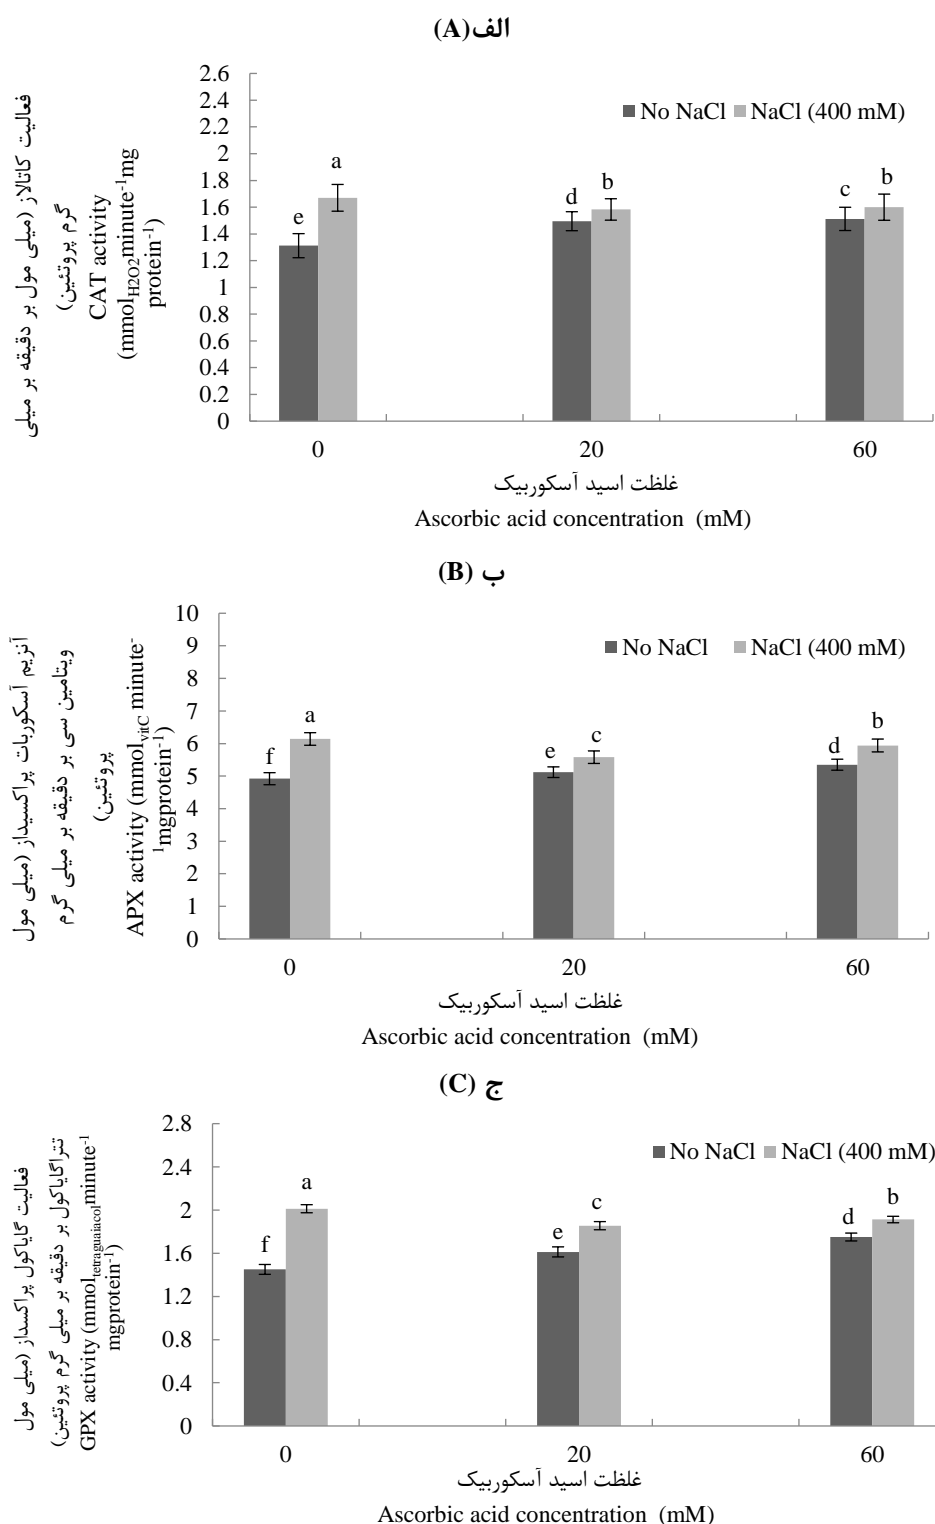 الف(A)
فعالیت کاتالاز (میلی مول بر دقیقه بر میلی
گرم پروتئین)
CAT activity
(mmolH2O2minute-1mg
protein-1)
2.6
2.4
2.2
2
1.8
1.6
1.4
1.2
1
0.8
0.6
0.4
0.2
0
No NaCl NaCl (400 mM)
e a d b c b
0 20 60
غلظت اسید آسکوربیک
Ascorbic acid concentration (mM)
ب (B)
آنزیم آسکوربات پراکسیداز (میلی مول
ویتامین سی بر دقیقه بر میلی گرم
پروتئین)
APX activity (mmolvitC minute-
1mgprotein-1)
10
9
8
7
6
5
4
3
2
1
0
No NaCl NaCl (400 mM)
f a e c d b
0 20 60
غلظت اسید آسکوربیک
Ascorbic acid concentration (mM)
ج (C)
فعالیت گایاکول پراکسداز (میلی مول
تتراگایاکول بر دقیقه بر میلی گرم پروتئین)
GPX activity (mmoltetraguaiacolminute-1
mgprotein-1)
2.8
2.4
2
1.6
1.2
0.8
0.4
0
No NaCl NaCl (400 mM)
f a e c d b
0 20 60
غلظت اسید آسکوربیک
Ascorbic acid concentration (mM)